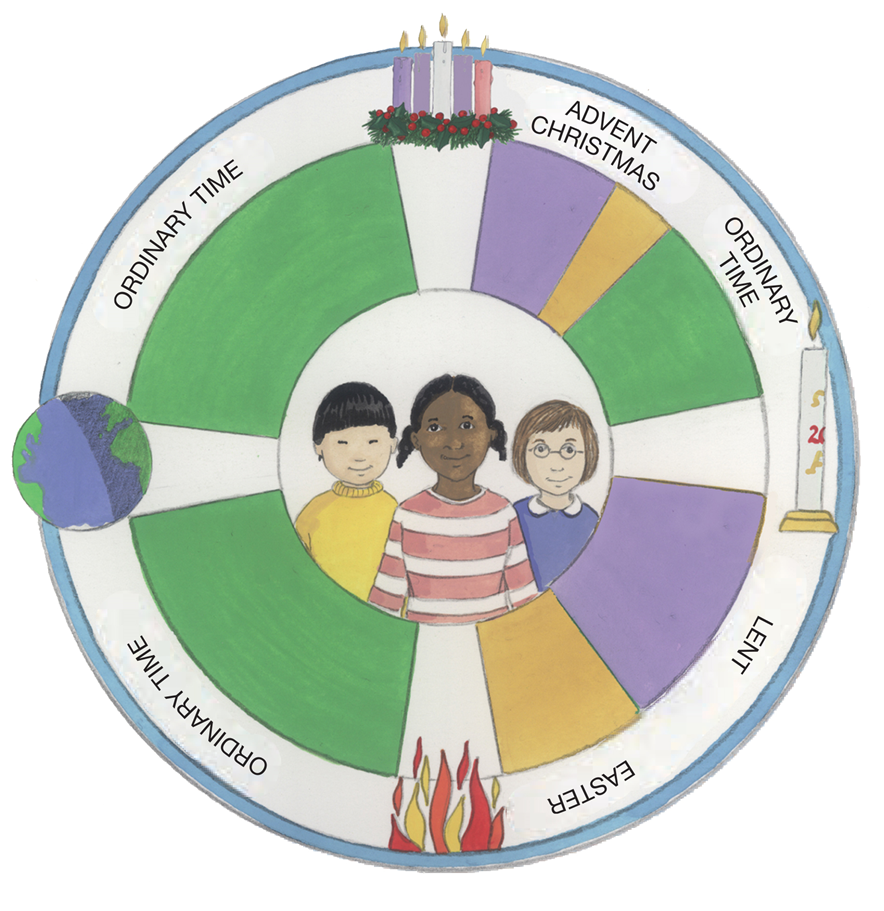 ADVENT
CHRISTMAS
ORDINARY
TIME
LENT
EASTER
ORDINARY TIME
ORDINARY TIME